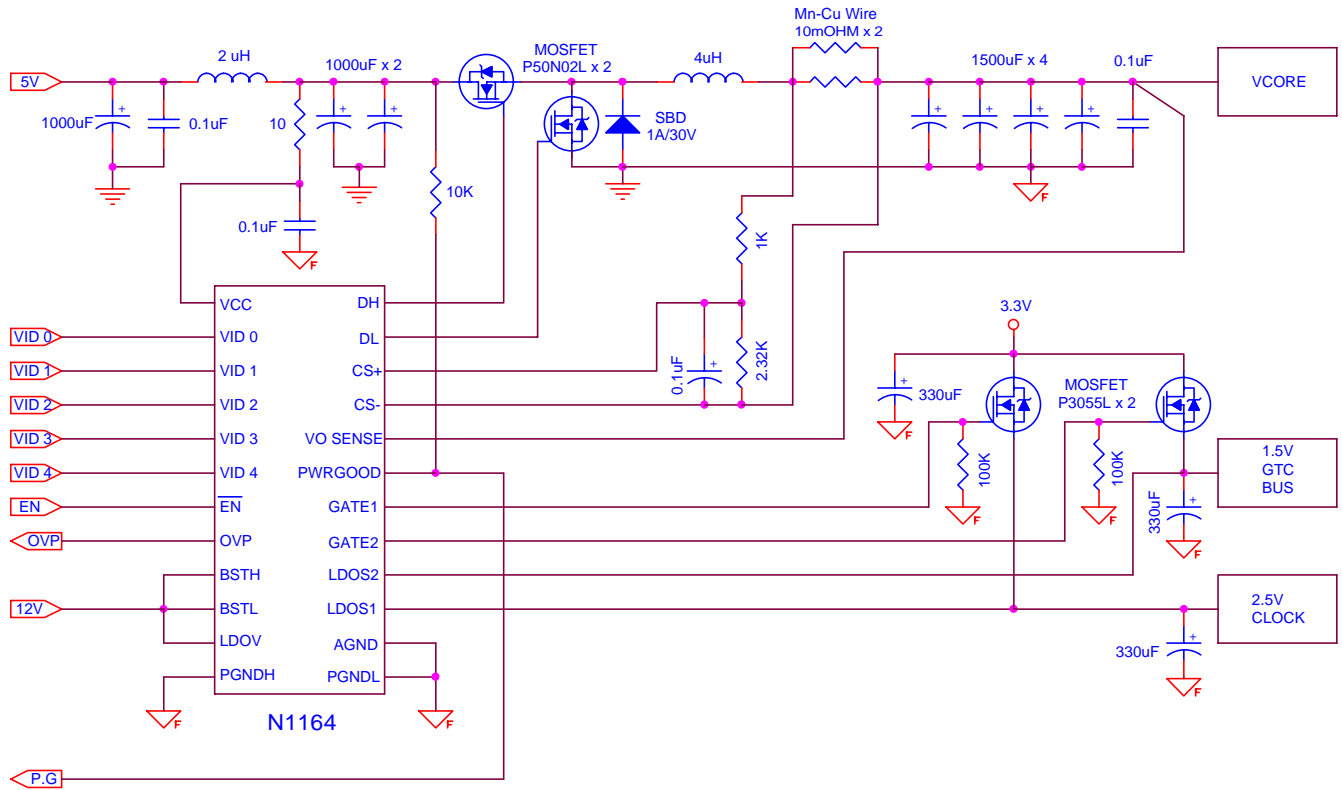 Mn-Cu Wire
10mOHM x 2
2 uH
MOSFET
P50N02L x 2
4uH
1000uF x 2
1500uF x 4
0.1uF
5V
VCORE
+
+
+
+
+
+
+
1000uF
0.1uF
10
SBD
1A/30V
10K
0.1uF
F
F
1K
VCC
DH
3.3V
VID 0
VID 0
DL
VID 1
VID 1
CS+
0.1uF
+
2.32K
+
330uF
MOSFET
P3055L x 2
VID 2
VID 2
CS-
F
VID 3
VID 3
VO SENSE
100K
100K
1.5V
GTC
BUS
VID 4
VID 4
PWRGOOD
EN
EN
GATE1
F
F
330uF
+
OVP
OVP
GATE2
F
BSTH
LDOS2
12V
BSTL
LDOS1
2.5V
CLOCK
LDOV
AGND
330uF
+
PGNDH
PGNDL
F
F
F
N1164
P.G